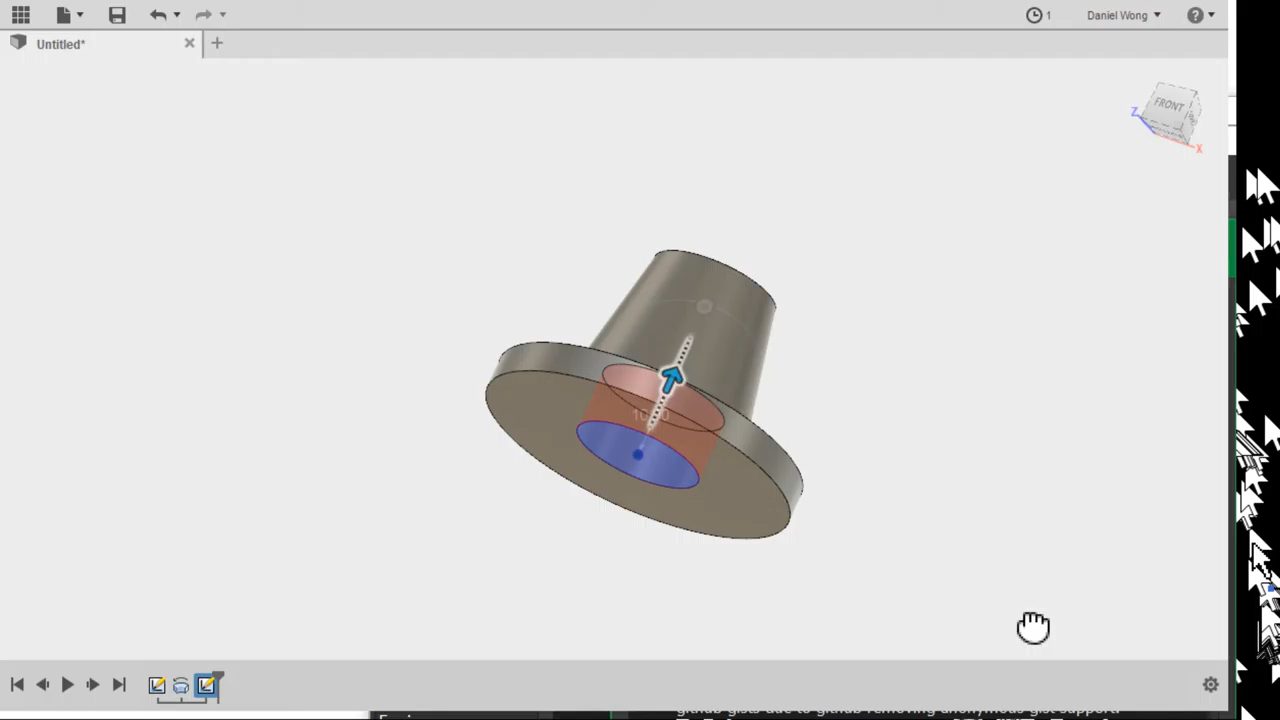 1
Daniel Wong
Untitled*
FRONT
Z
X
github gists due to github removing anonymous gist support.